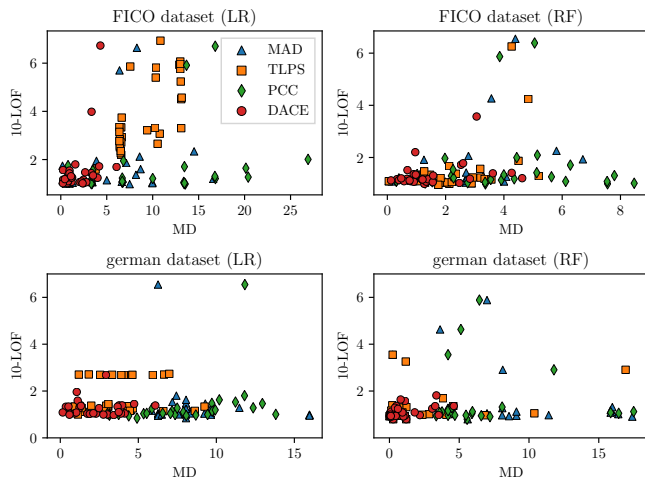 FICO dataset (LR)
10-LOF
6
4
2
0
5
10
15
20
25
MD
MAD
TLPS
PCC
DACE
FICO dataset (RF)
10-LOF
6
4
2
0
2
4
6
8
MD
german dataset (LR)
10-LOF
6
4
2
0
0
5
10
15
MD
german dataset (RF)
10-LOF
6
4
2
0
0
5
10
15
MD